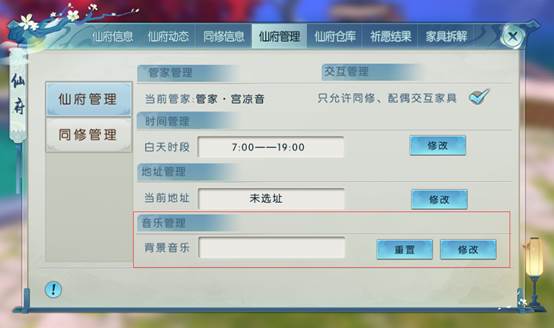 仙府信息 仙府动态 同修信息 仙府管理 仙府仓库 祈愿结果 家具拆解
仙府
仙府管理
同修管理
管家管理 交互管理
当前管家:管家·宫凉音 只允许同修、配偶交互家具
时间管理
白天时段 7:00——19:00 修改
地址管理
当前地址 未选址 修改
音乐管理
背景音乐 重置 修改